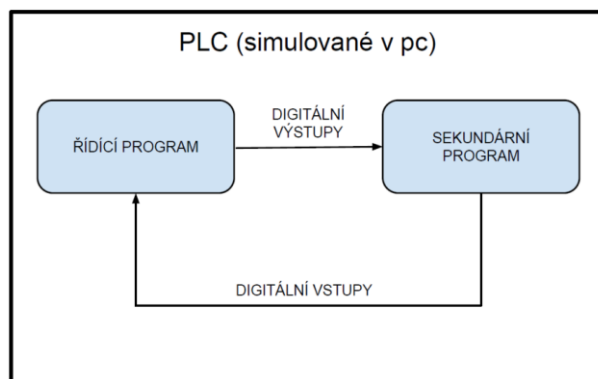 PLC (simulované v pc)
DIGITÁLNÍ
VÝSTUPY
ŘÍDÍCÍ PROGRAM
SEKUNDÁRNÍ
PROGRAM
DIGITÁLNÍ VSTUPY